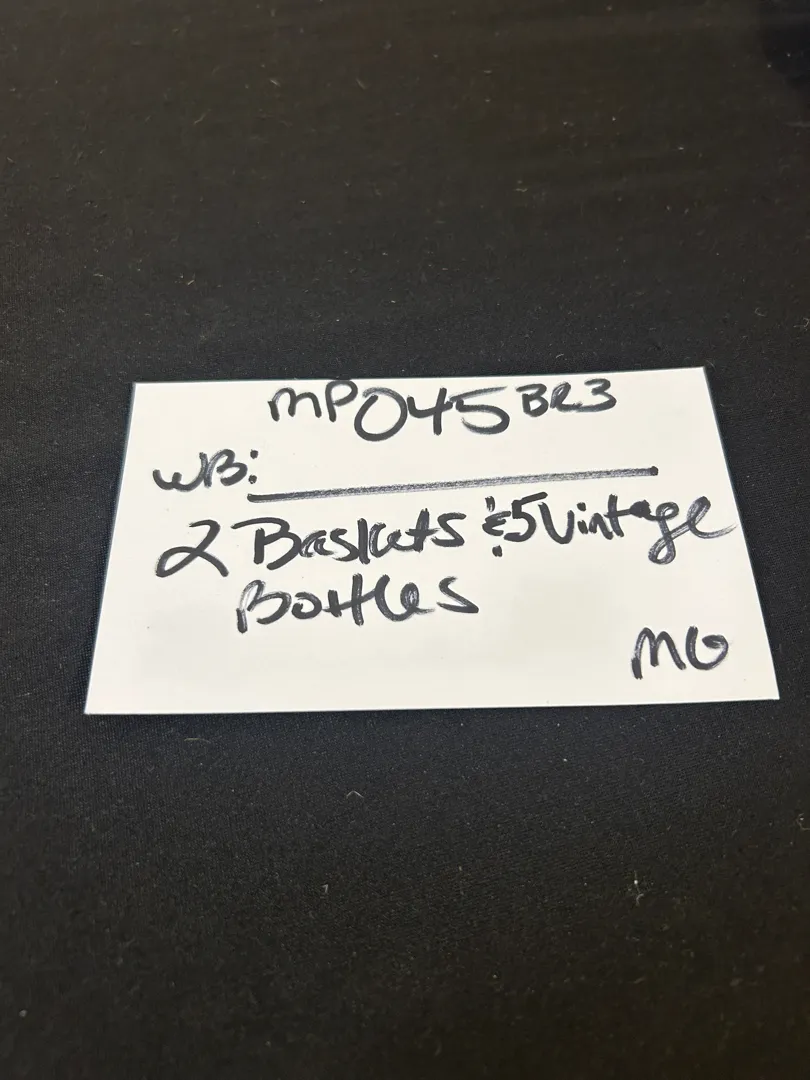 MP045 BR3
WB:
2 Baskets & 5 Vintage
Bottles
MG